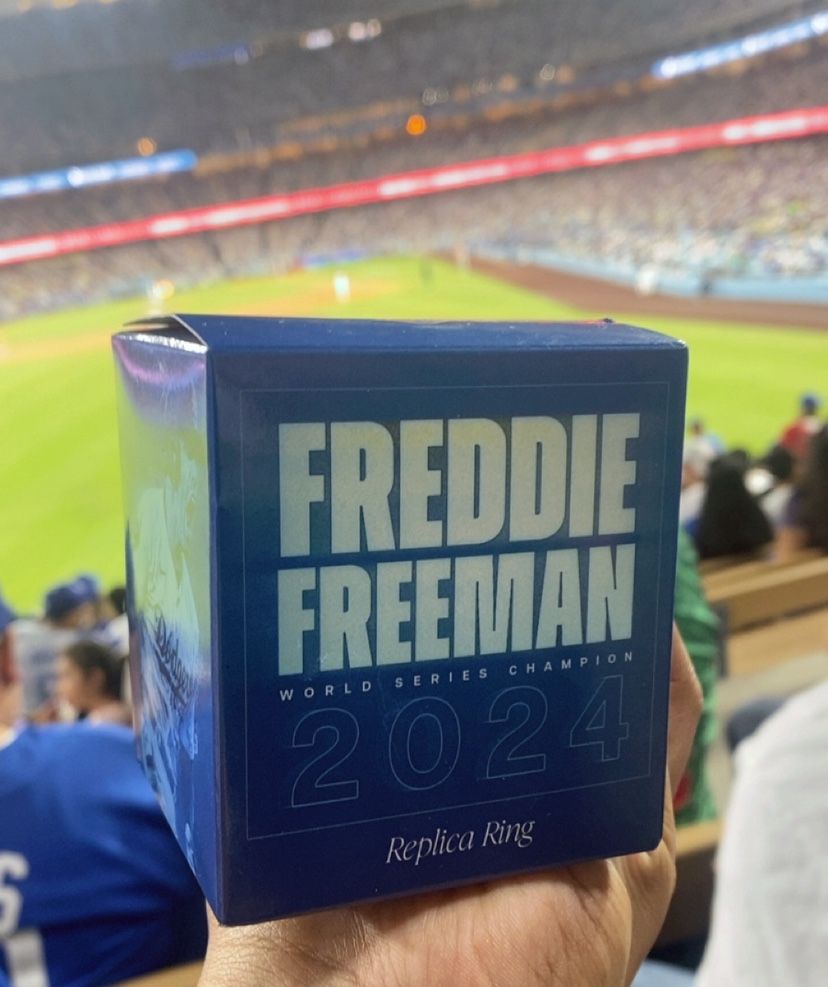 FREDDIE
FREEMAN
WORLD SERIES CHAMPION
2024
Replica Ring